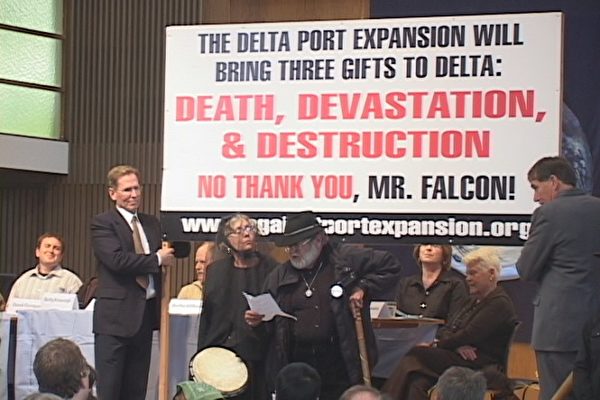 THE DELTA PORT EXPANSION WILL
BRING THREE GIFTS TO DELTA:
DEATH, DEVASTATION,
& DESTRUCTION
NO THANK YOU, MR. FALCON!